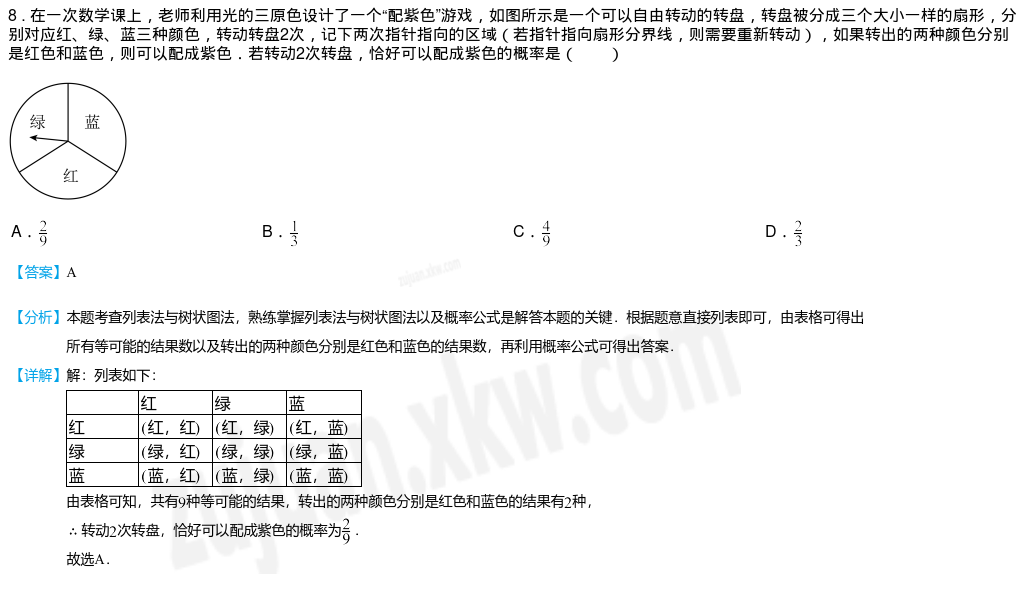 8．在一次数学课上，老师利用光的三原色设计了一个“配紫色”游戏，如图所示是一个可以自由转动的转盘，转盘被分成三个大小一样的扇形，分
别对应红、绿、蓝三种颜色，转动转盘2次，记下两次指针指向的区域（若指针指向扇形分界线，则需要重新转动），如果转出的两种颜色分别
是红色和蓝色，则可以配成紫色．若转动2次转盘，恰好可以配成紫色的概率是（　　）
绿 蓝
红
A．2/9 B．1/3 C．4/9 D．2/3
【答案】A
【分析】本题考查列表法与树状图法，熟练掌握列表法与树状图法以及概率公式是解答本题的关键．根据题意直接列表即可，由表格可得出
所有等可能的结果数以及转出的两种颜色分别是红色和蓝色的结果数，再利用概率公式可得出答案．
【详解】解：列表如下：
红 绿 蓝
红 (红，红) (红，绿) (红，蓝)
绿 (绿，红) (绿，绿) (绿，蓝)
蓝 (蓝，红) (蓝，绿) (蓝，蓝)
由表格可知，共有9种等可能的结果，转出的两种颜色分别是红色和蓝色的结果有2种，
∴转动2次转盘，恰好可以配成紫色的概率为2/9．
故选A．
zujuan.xkw.com
zujuan.xkw.com